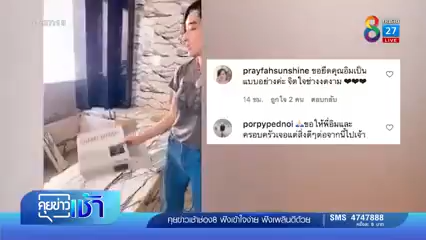 ช่อง
8
27
LIVE
prayfahsunshine ขอยึดคุณอิมเป็น
แบบอย่างค่ะ จิตใจช่างงดงาม ❤❤❤
14 ชม. ถูกใจ 2 คน ตอบกลับ
porpypednoi 🙏ขอให้พี่อิมและ
ครอบครัวเจอแต่สิ่งดีๆต่อจากนี้ไปเจ้า
คุยข่าว
เช้า
คุยข่าวเช้าช่อง8 ฟังเข้าใจง่าย ฟังเพลินดีด้วย
SMS 4747888